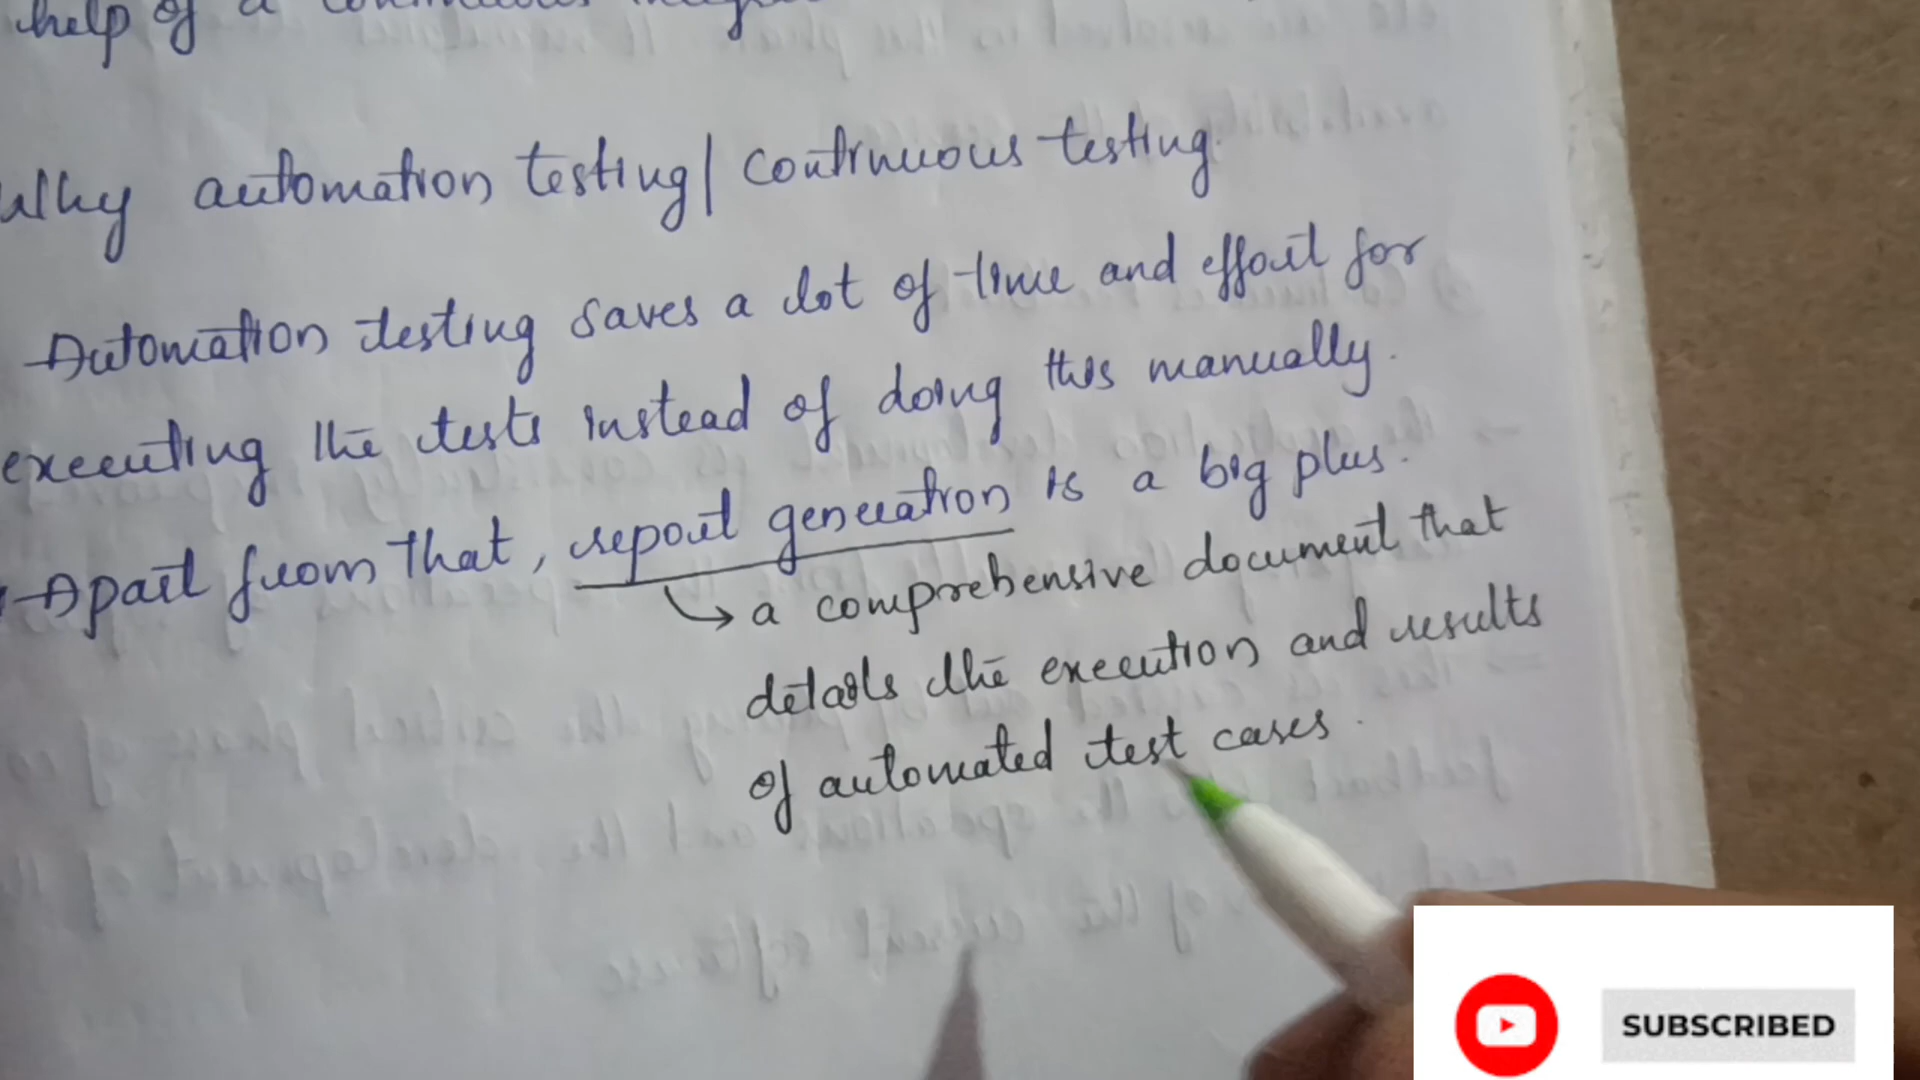 help of a continuous
Why automation testing/ continuous testing.
Automation testing saves a lot of time and effort for
executing the tests instead of doing this manually.
Apart from that, report generation is a big plus.
→ a comprehensive document that
details the execution and results
of automated test cases.
SUBSCRIBED